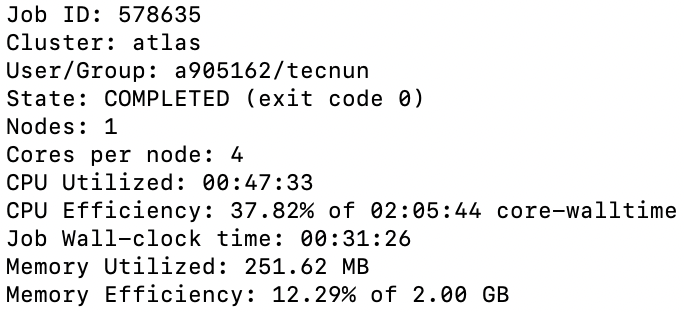 Job ID: 578635
Cluster: atlas
User/Group: a905162/tecnun
State: COMPLETED (exit code 0)
Nodes: 1
Cores per node: 4
CPU Utilized: 00:47:33
CPU Efficiency: 37.82% of 02:05:44 core-walltime
Job Wall-clock time: 00:31:26
Memory Utilized: 251.62 MB
Memory Efficiency: 12.29% of 2.00 GB